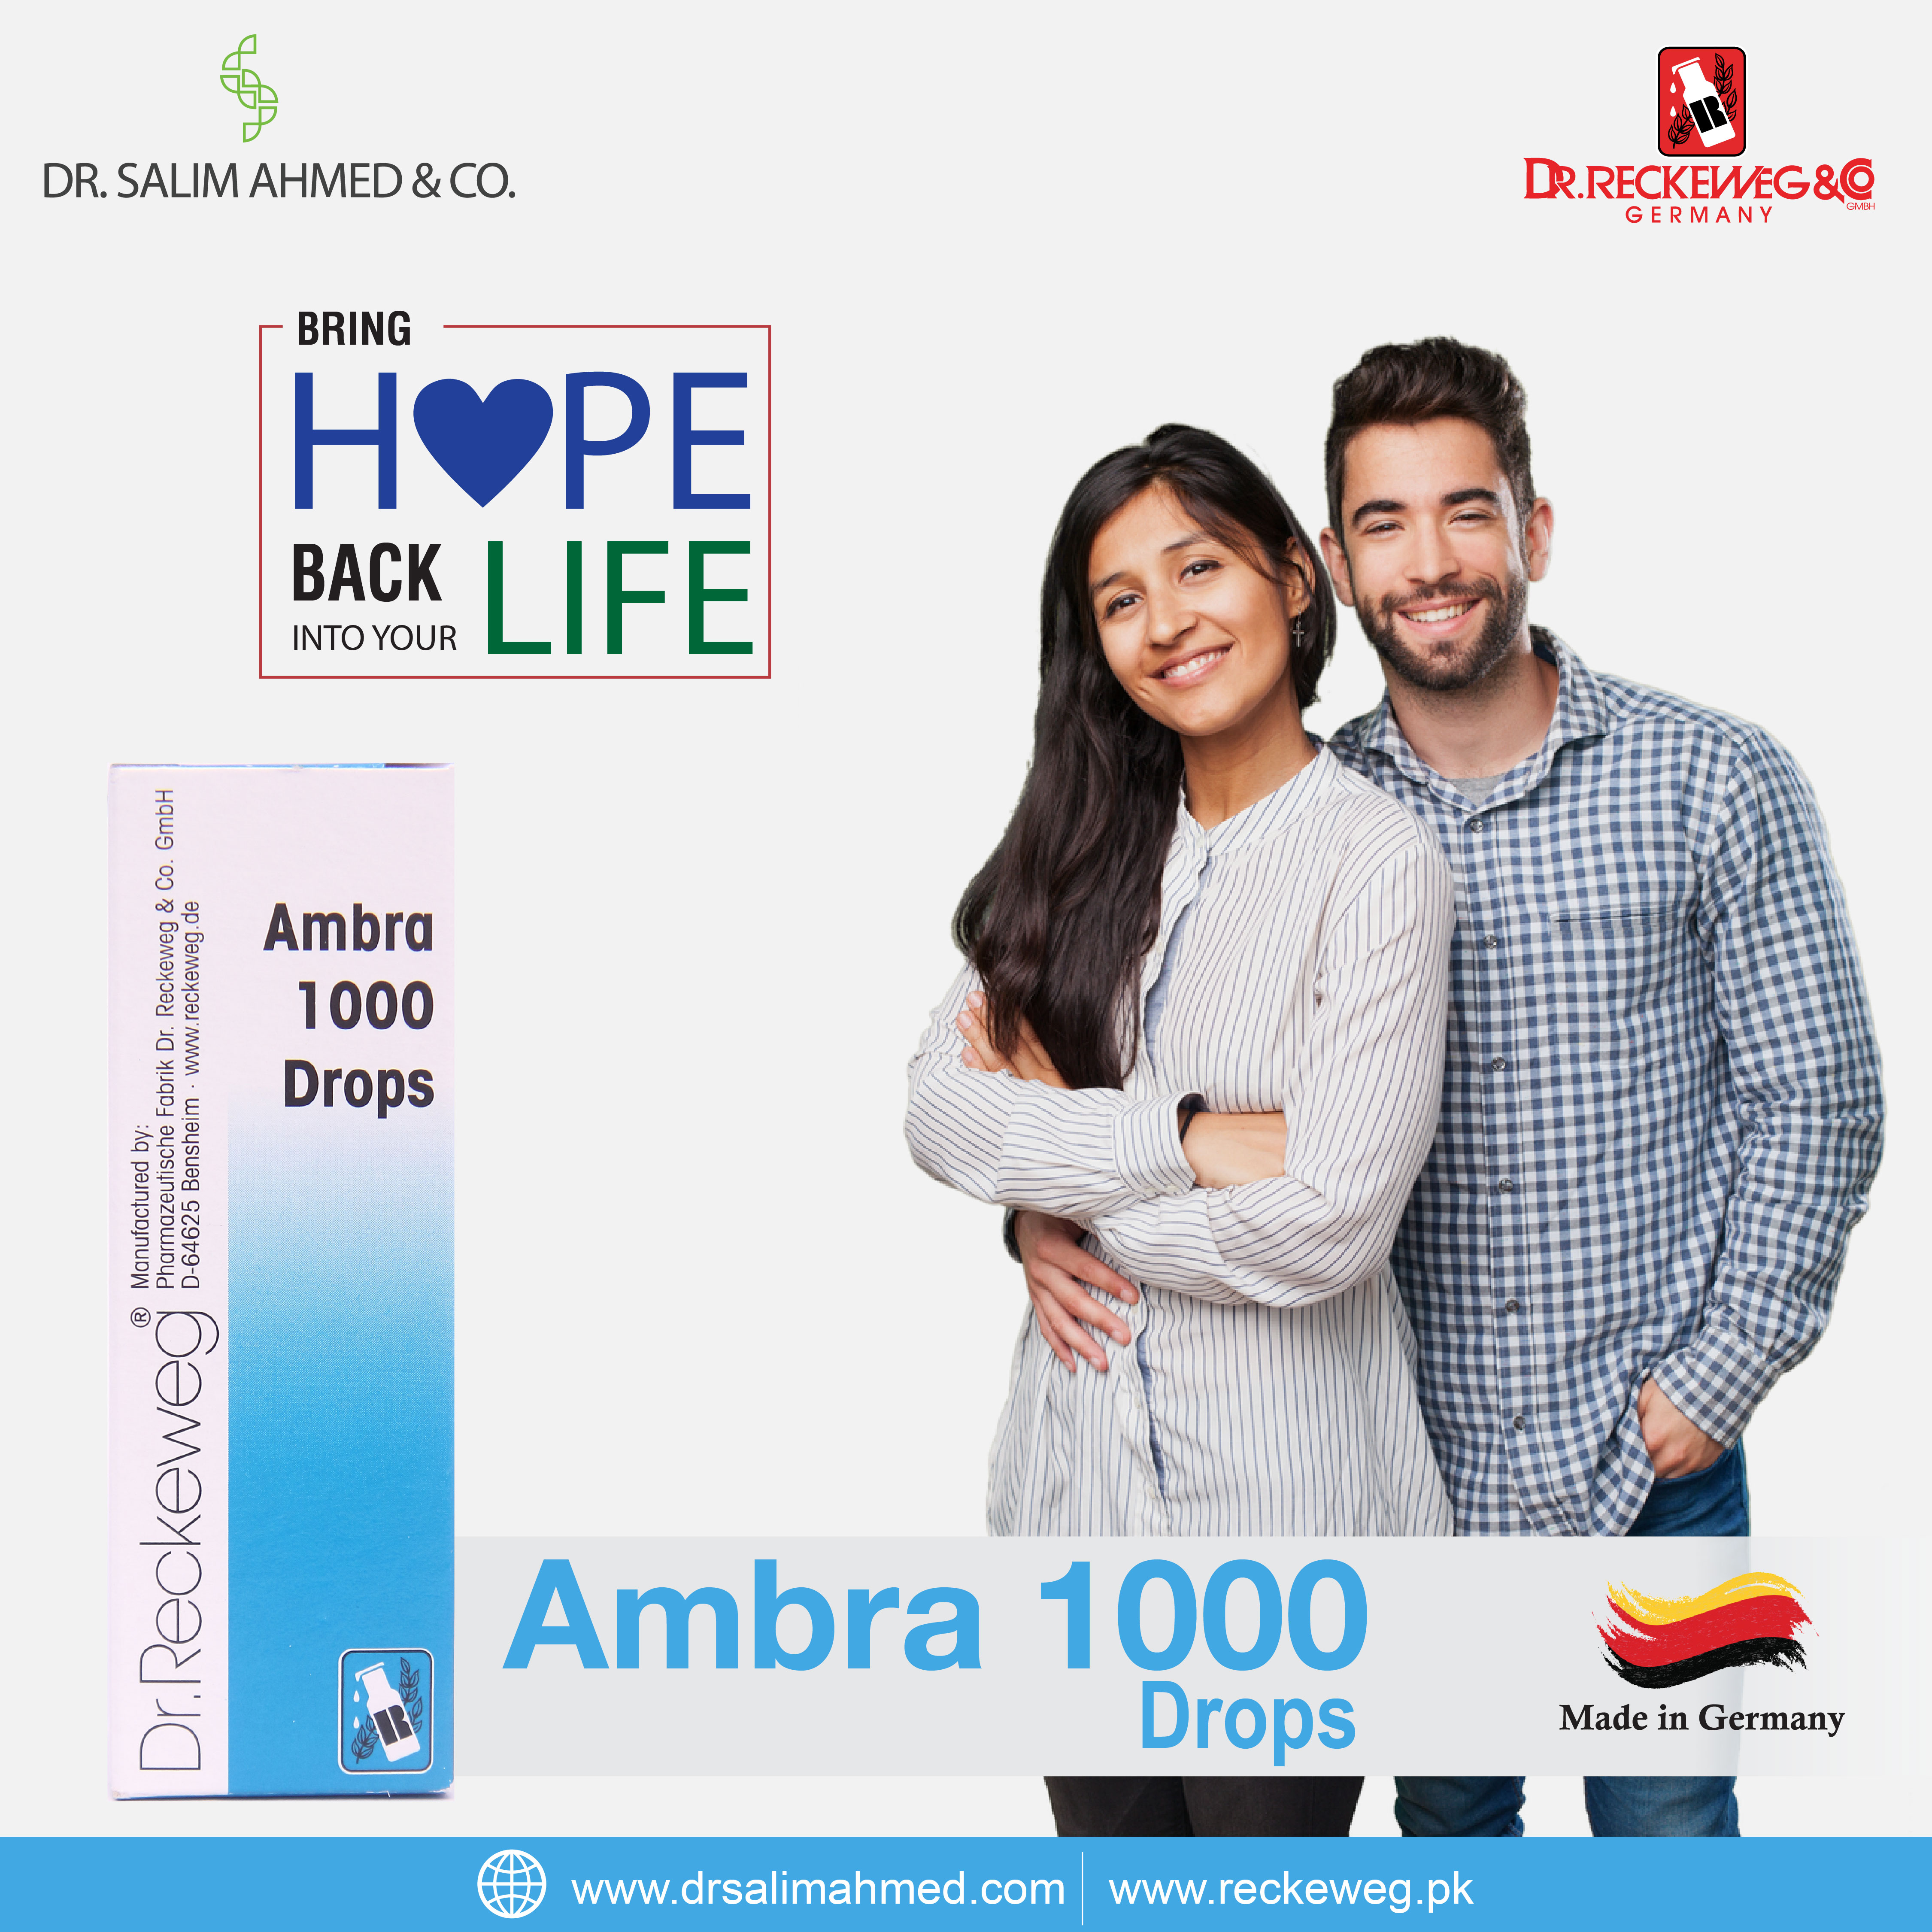 DR. SALIM AHMED & CO.
DR. RECKEWEG & CO
GMBH
GERMANY
BRING
HOPE
BACK
INTO YOUR
LIFE
Ambra
1000
Drops
Dr.Reckeweg®
Manufactured by:
Pharmazeutische Fabrik Dr. Reckeweg & Co. GmbH
D-64625 Bensheim · www.reckeweg.de
R
Ambra 1000
Drops
Made in Germany
www.drsalimahmed.com
www.reckeweg.pk